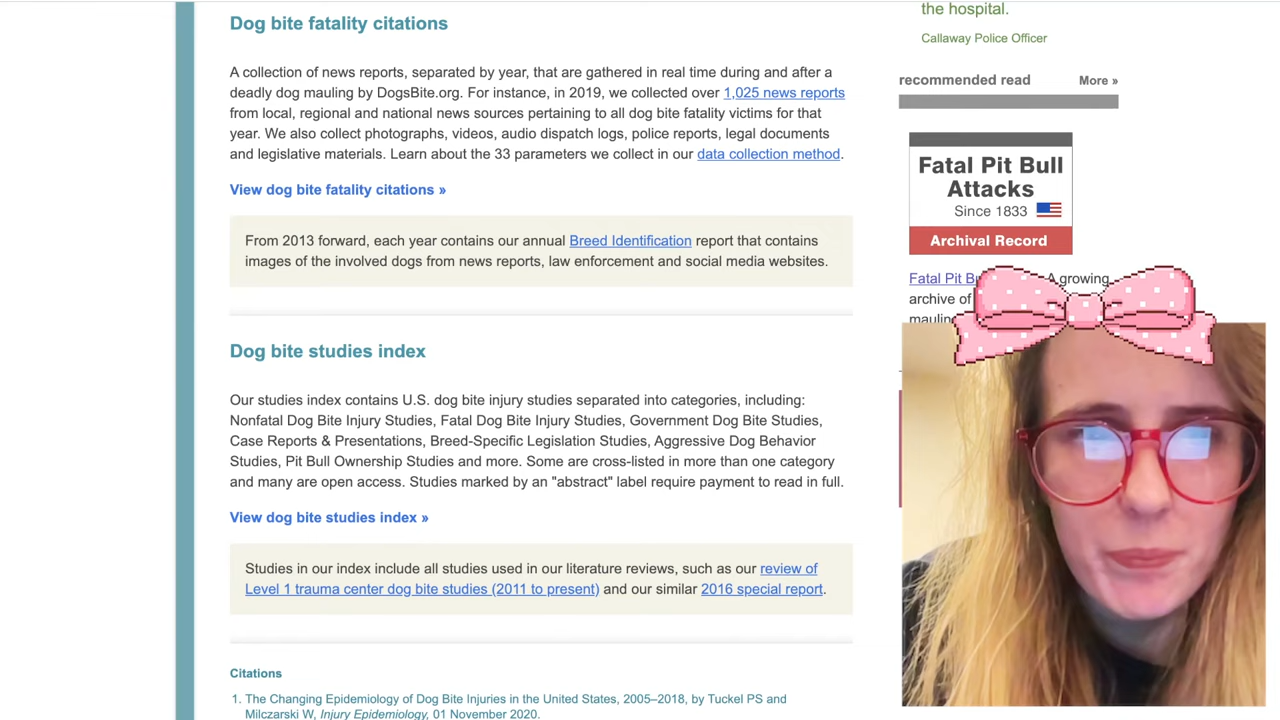 Dog bite fatality citations
A collection of news reports, separated by year, that are gathered in real time during and after a
deadly dog mauling by DogsBite.org. For instance, in 2019, we collected over 1,025 news reports
from local, regional and national news sources pertaining to all dog bite fatality victims for that
year. We also collect photographs, videos, audio dispatch logs, police reports, legal documents
and legislative materials. Learn about the 33 parameters we collect in our data collection method.
View dog bite fatality citations »
From 2013 forward, each year contains our annual Breed Identification report that contains
images of the involved dogs from news reports, law enforcement and social media websites.
Dog bite studies index
Our studies index contains U.S. dog bite injury studies separated into categories, including:
Nonfatal Dog Bite Injury Studies, Fatal Dog Bite Injury Studies, Government Dog Bite Studies,
Case Reports & Presentations, Breed-Specific Legislation Studies, Aggressive Dog Behavior
Studies, Pit Bull Ownership Studies and more. Some are cross-listed in more than one category
and many are open access. Studies marked by an "abstract" label require payment to read in full.
View dog bite studies index »
Studies in our index include all studies used in our literature reviews, such as our review of
Level 1 trauma center dog bite studies (2011 to present) and our similar 2016 special report.
Citations
1. The Changing Epidemiology of Dog Bite Injuries in the United States, 2005–2018, by Tuckel PS and
Milczarski W, Injury Epidemiology, 01 November 2020.
the hospital.
Callaway Police Officer
recommended read More »
Fatal Pit Bull
Attacks
Since 1833
Archival Record
Fatal Pit A growing
archive of